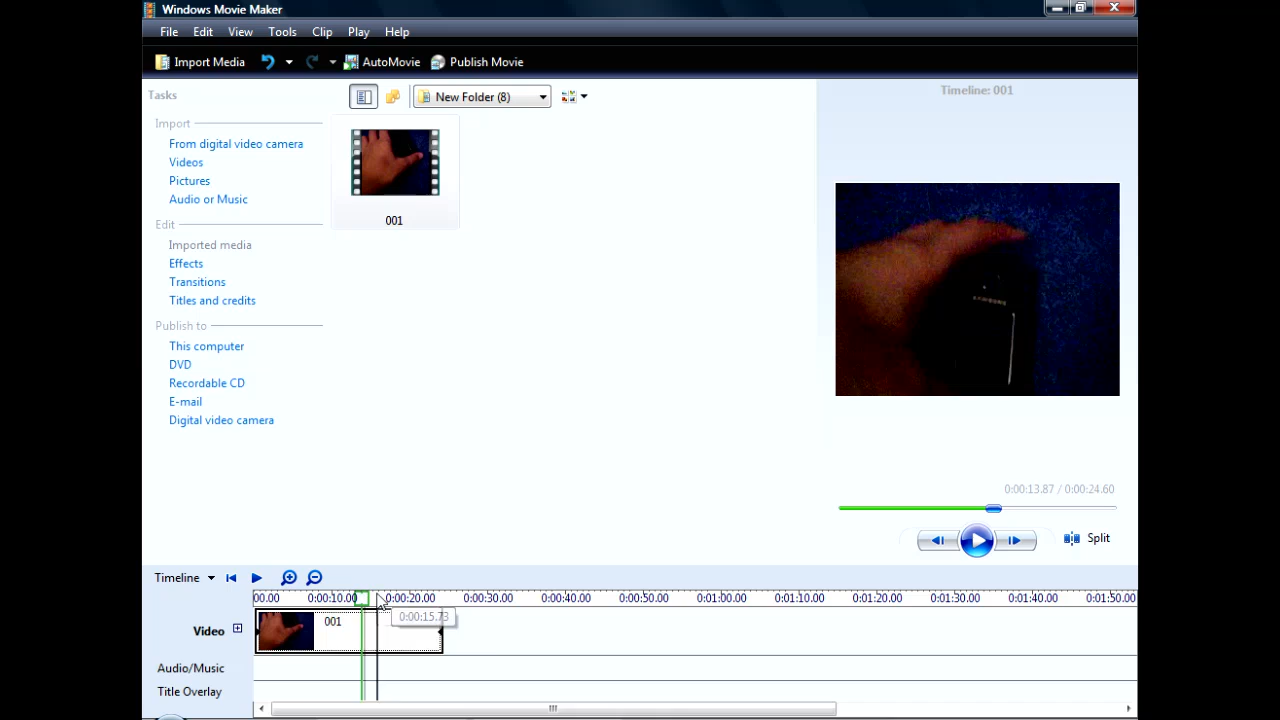 Windows Movie Maker
File Edit View Tools Clip Play Help
Import Media AutoMovie Publish Movie
Tasks
New Folder (8)
Timeline: 001
Import
From digital video camera
Videos
Pictures
Audio or Music
001
Edit
Imported media
Effects
Transitions
Titles and credits
Publish to
This computer
DVD
Recordable CD
E-mail
Digital video camera
SAMSUNG
0:00:13.87 / 0:00:24.60
Split
Timeline
00.00 0:00:10.00 0:00:20.00 0:00:30.00 0:00:40.00 0:00:50.00 0:01:00.00 0:01:10.00 0:01:20.00 0:01:30.00 0:01:40.00 0:01:50.00
0:00:15.73
Video 001
Audio/Music
Title Overlay